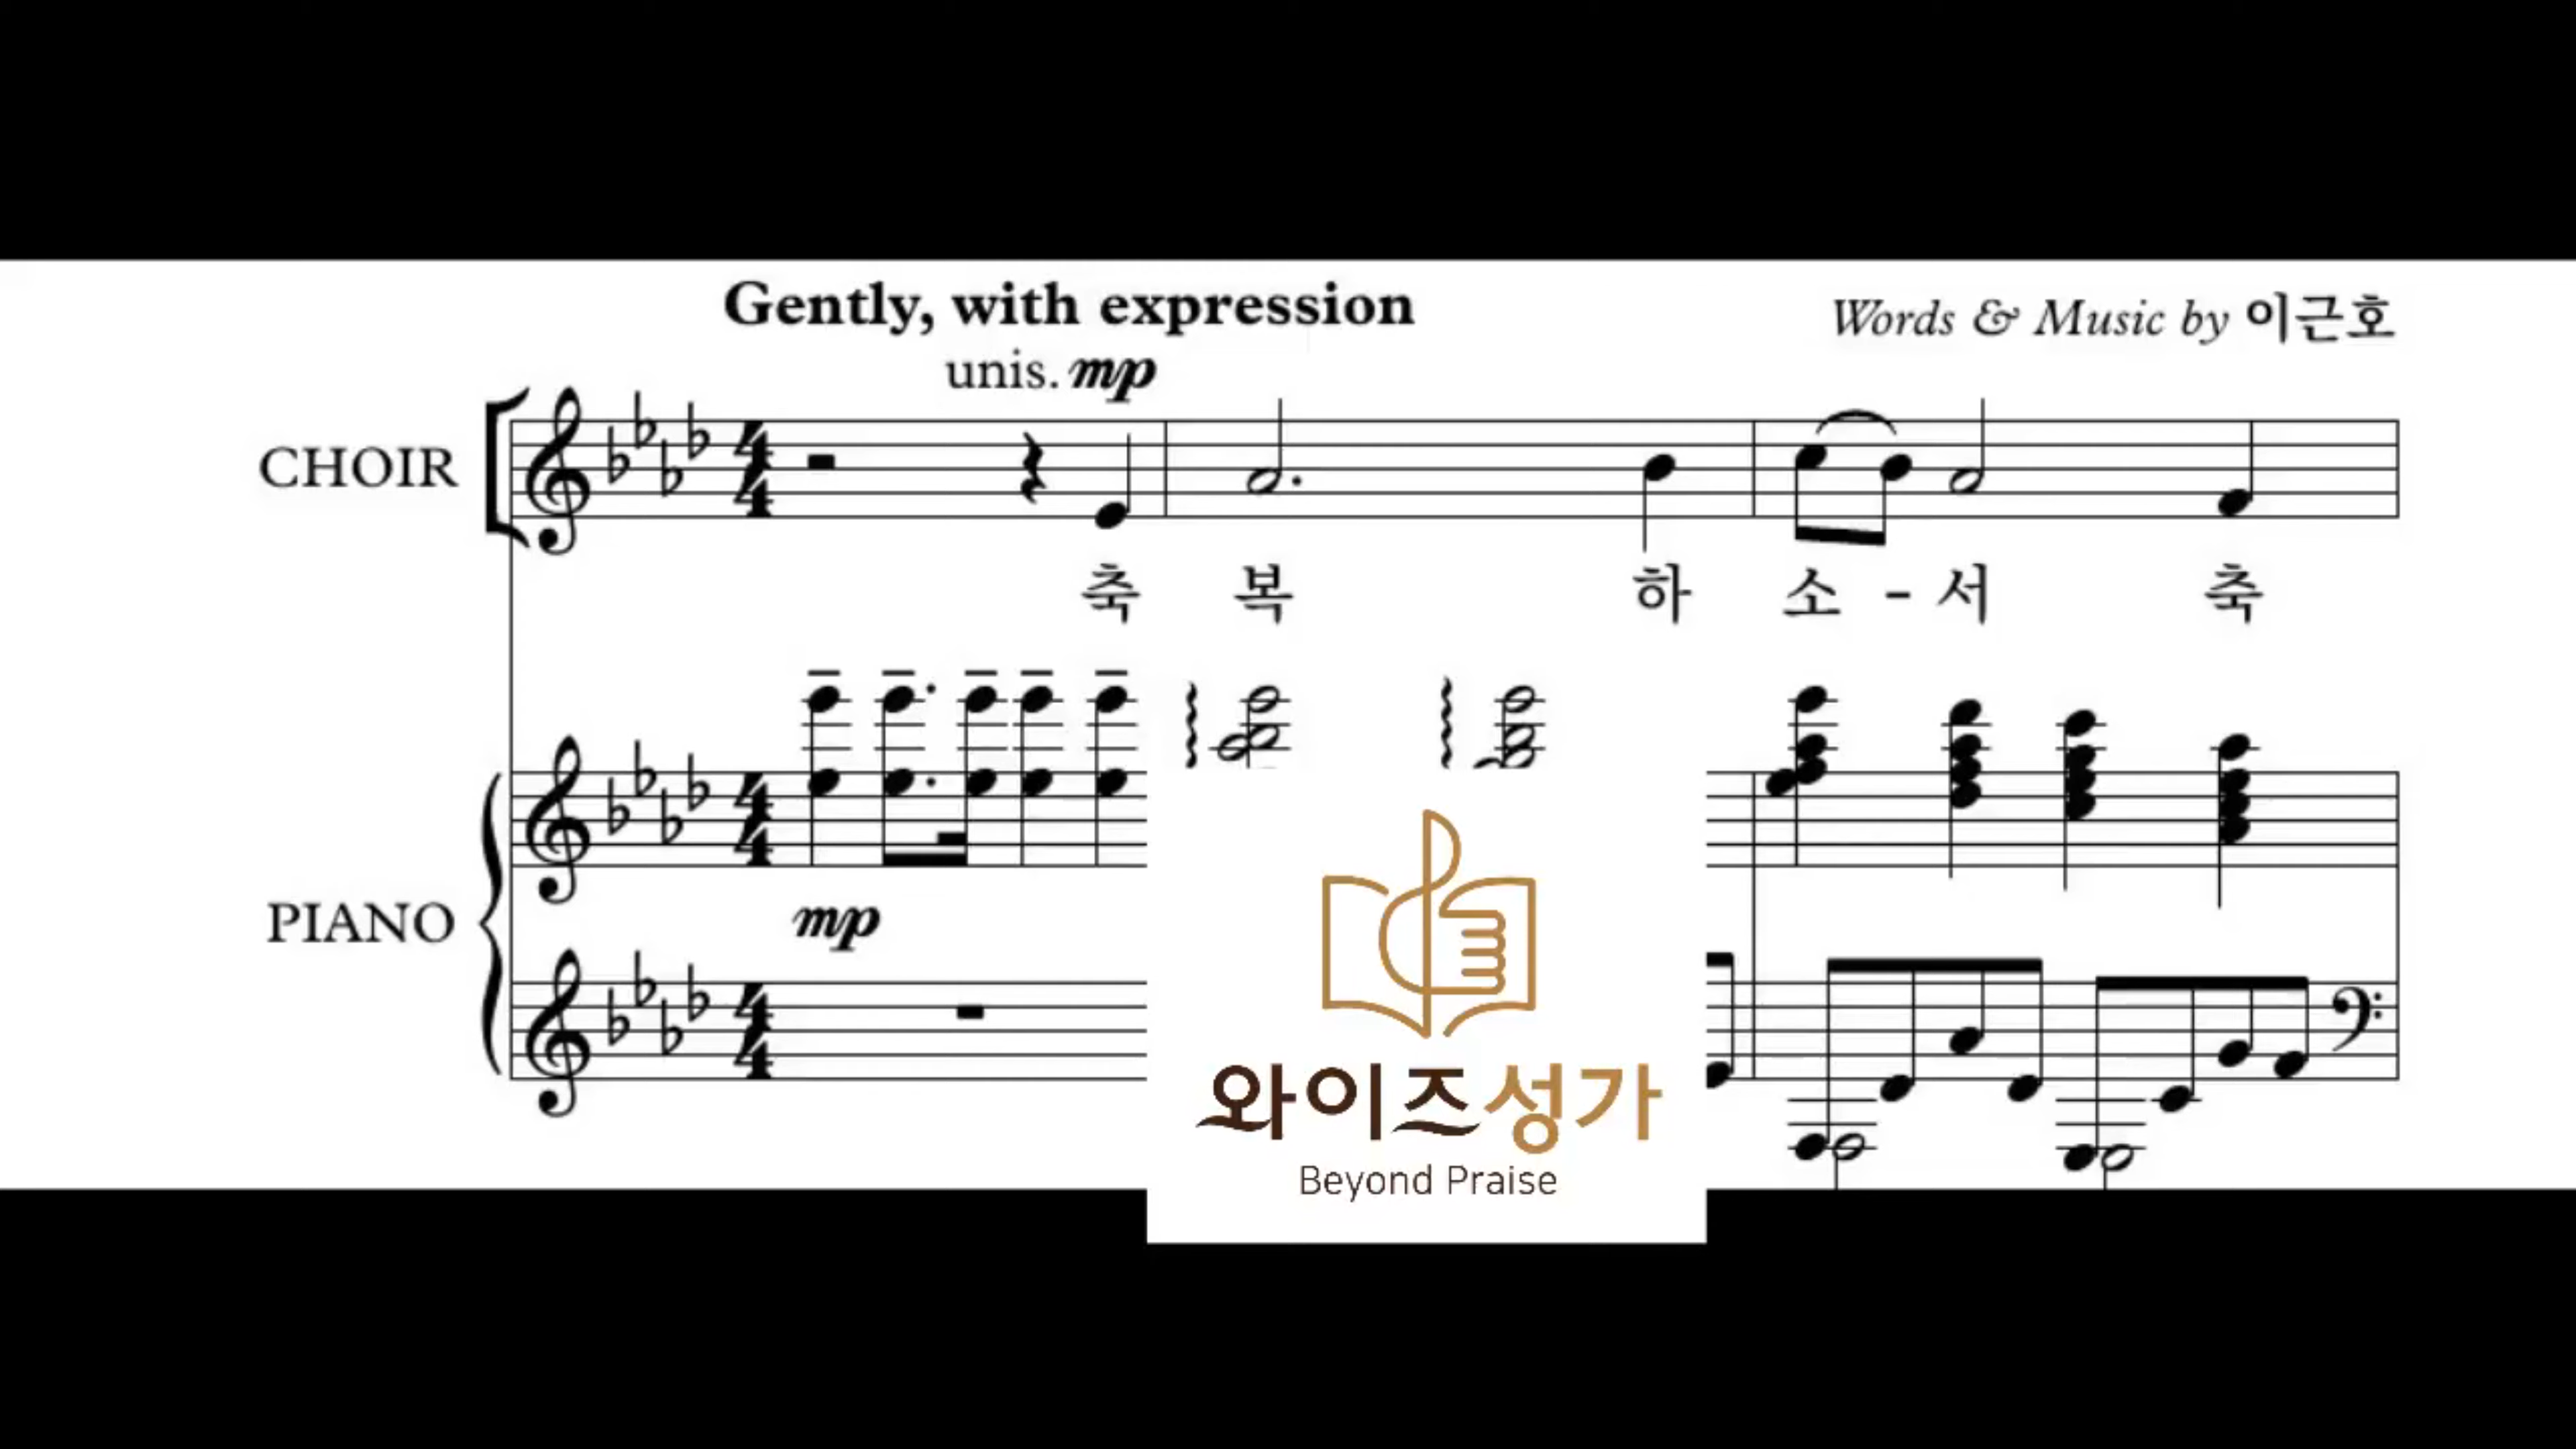 Gently, with expression
Words & Music by 이근호
unis. mp
CHOIR
축 복 하 소 - 서 축
PIANO
mp
와이즈성가
Beyond Praise